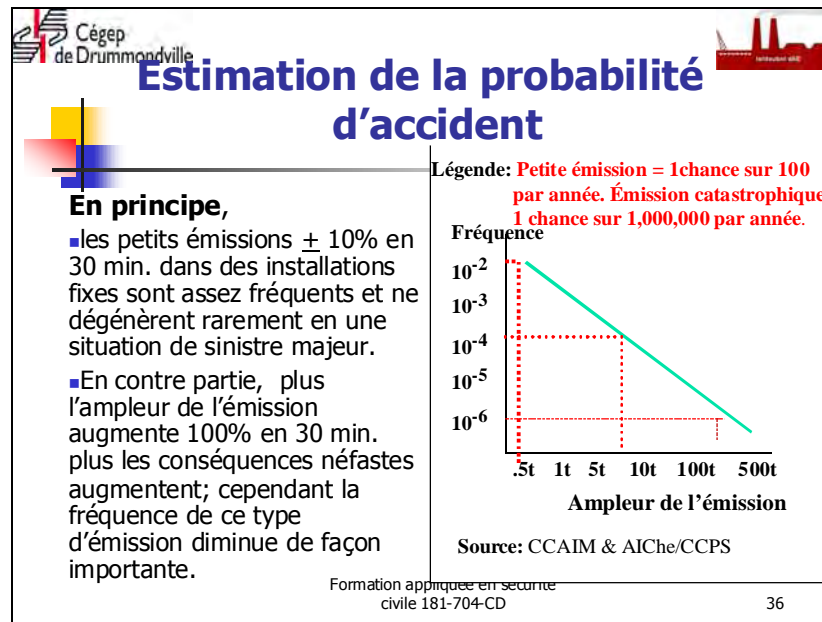 Cégep
de Drummondville
Estimation de la probabilité
d'accident
En principe,
les petits émissions + 10% en
30 min. dans des installations
fixes sont assez fréquents et ne
dégénèrent rarement en une
situation de sinistre majeur.
En contre partie, plus
l'ampleur de l'émission
augmente 100% en 30 min.
plus les conséquences néfastes
augmentent; cependant la
fréquence de ce type
d'émission diminue de façon
importante.
Légende: Petite émission = 1chance sur 100
par année. Émission catastrophique
1 chance sur 1,000,000 par année.
Fréquence
10-2
10-3
10-4
10-5
10-6
.5t 1t 5t 10t 100t 500t
Ampleur de l'émission
Source: CCAIM & AIChe/CCPS
Formation appliquée en sécurité
civile 181-704-CD
36